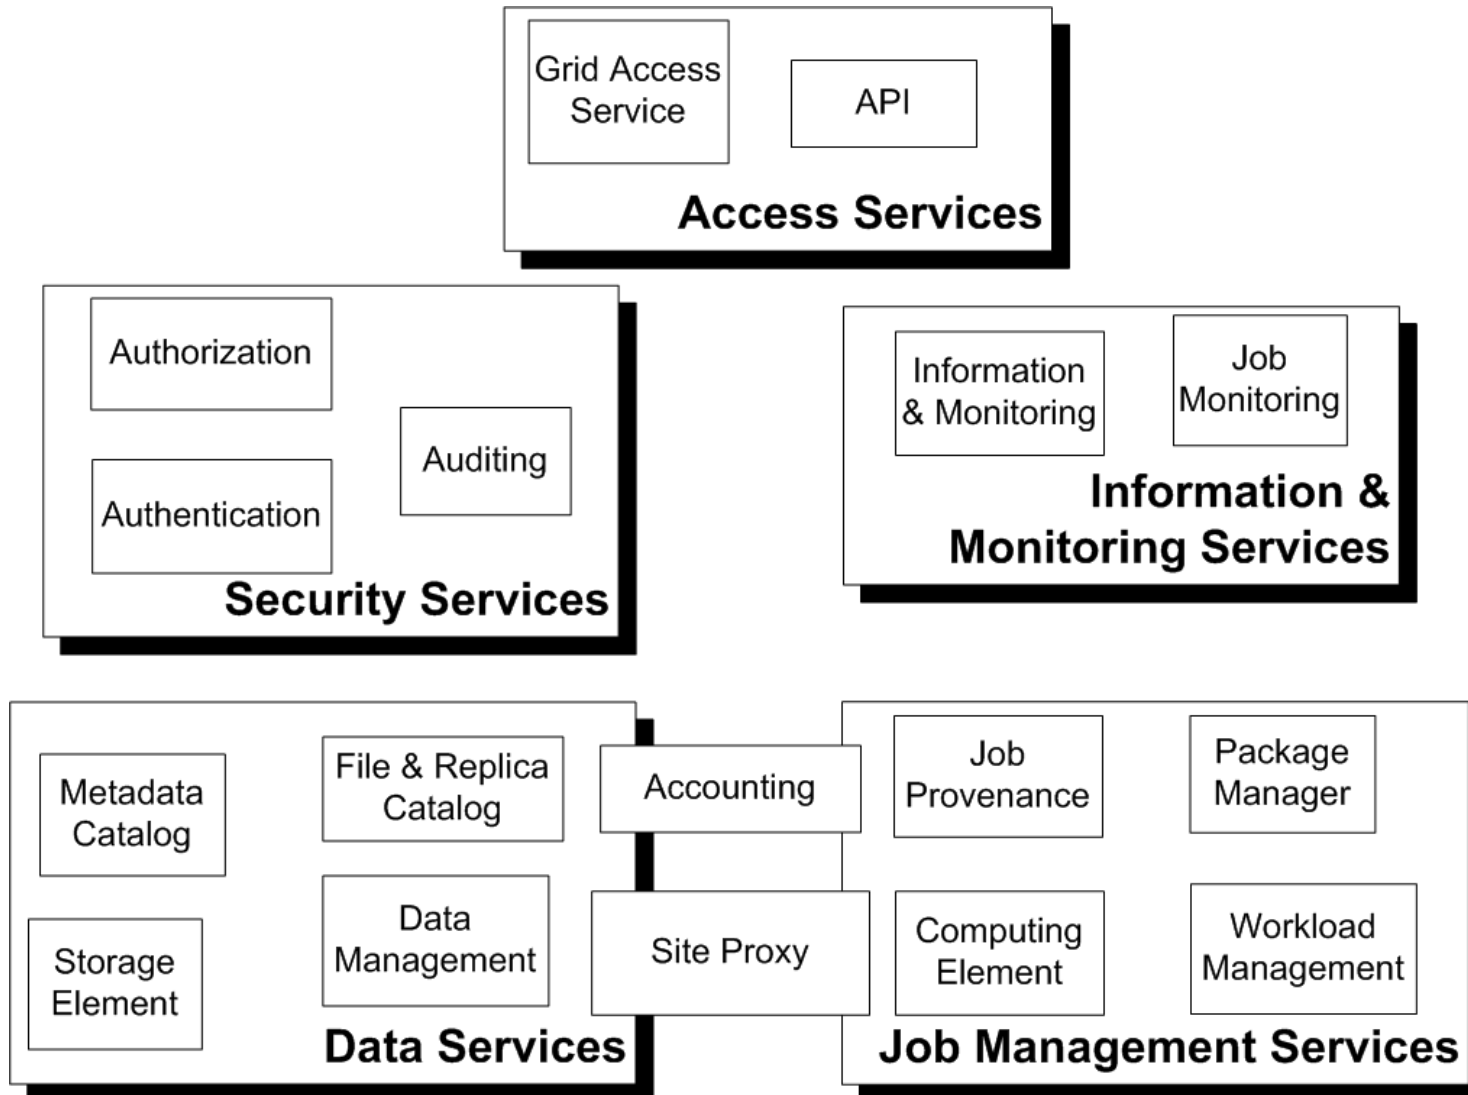 Grid Access
Service
API
Access Services
Authorization
Auditing
Authentication
Security Services
Information
& Monitoring
Job
Monitoring
Information &
Monitoring Services
Metadata
Catalog
File & Replica
Catalog
Storage
Element
Data
Management
Data Services
Accounting
Site Proxy
Job
Provenance
Package
Manager
Computing
Element
Workload
Management
Job Management Services